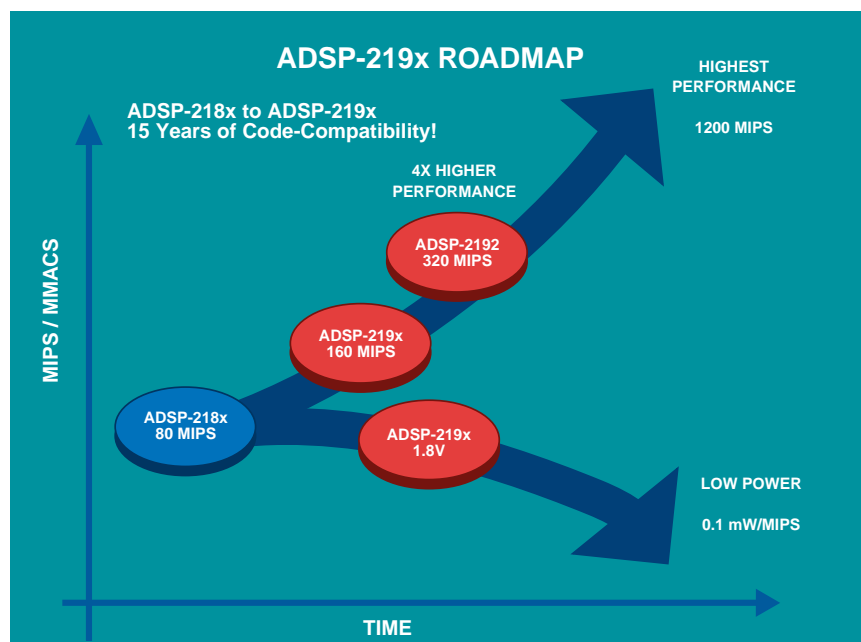 ADSP-219x ROADMAP
HIGHEST
PERFORMANCE
1200 MIPS
ADSP-218x to ADSP-219x
15 Years of Code-Compatibility!
4X HIGHER
PERFORMANCE
ADSP-2192
320 MIPS
MIPS / MMACS
ADSP-219x
160 MIPS
ADSP-218x
80 MIPS
ADSP-219x
1.8V
LOW POWER
0.1 mW/MIPS
TIME